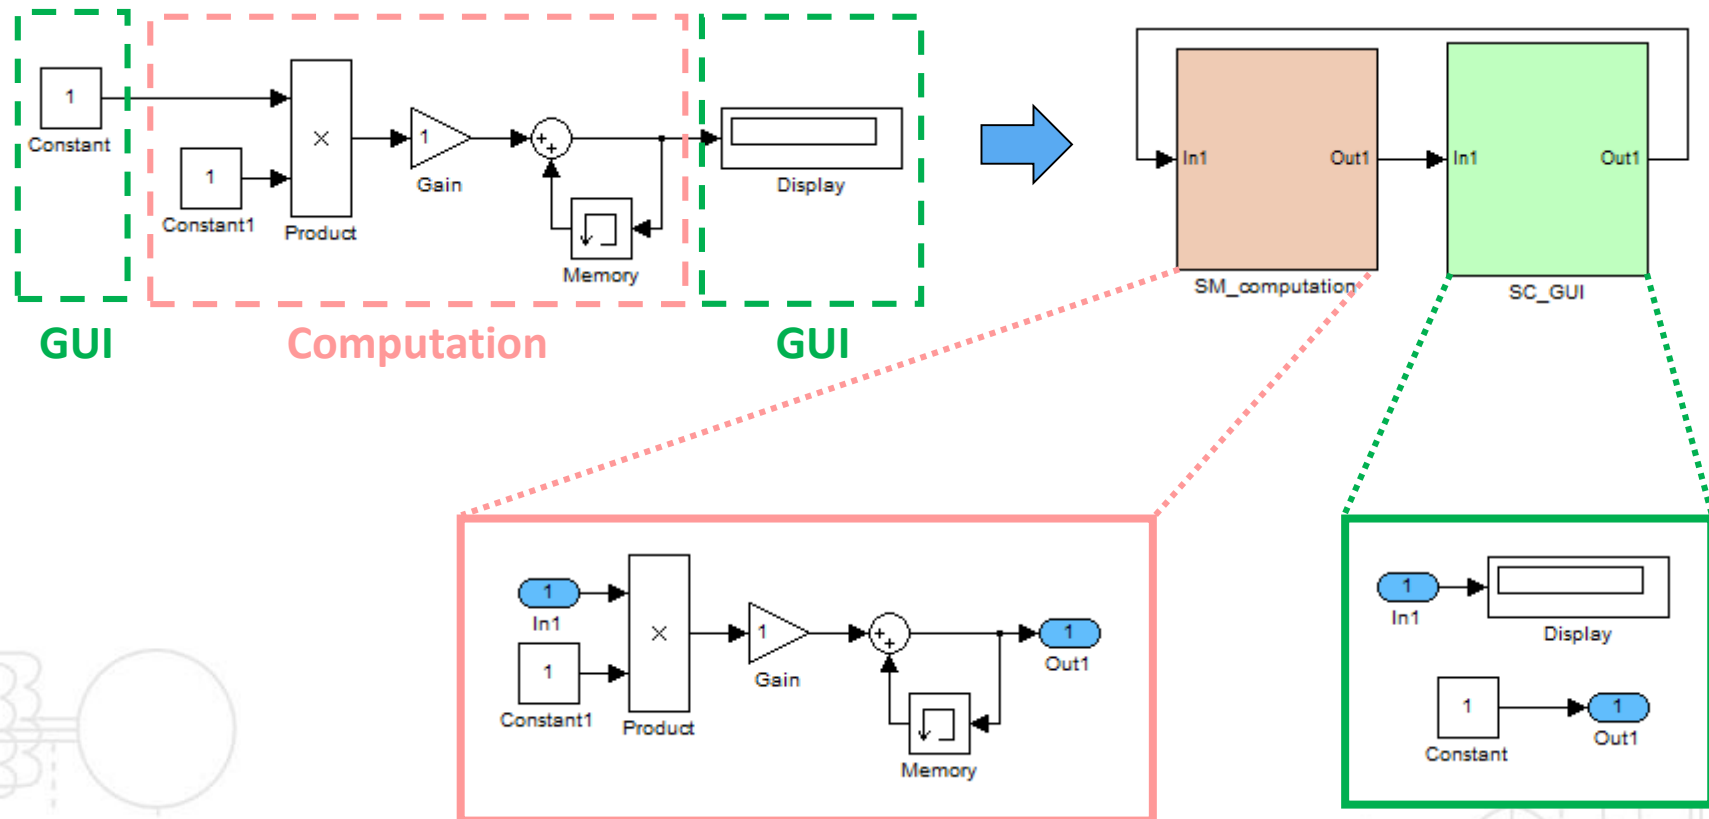 1
Constant
1
Constant1
×
Product
1
Gain
+
+
Memory
Display
GUI
Computation
GUI
In1
Out1
SM_computation
In1
Out1
SC_GUI
1
In1
1
Constant1
×
Product
1
Gain
+
+
Memory
1
Out1
1
In1
Display
1
Constant
1
Out1